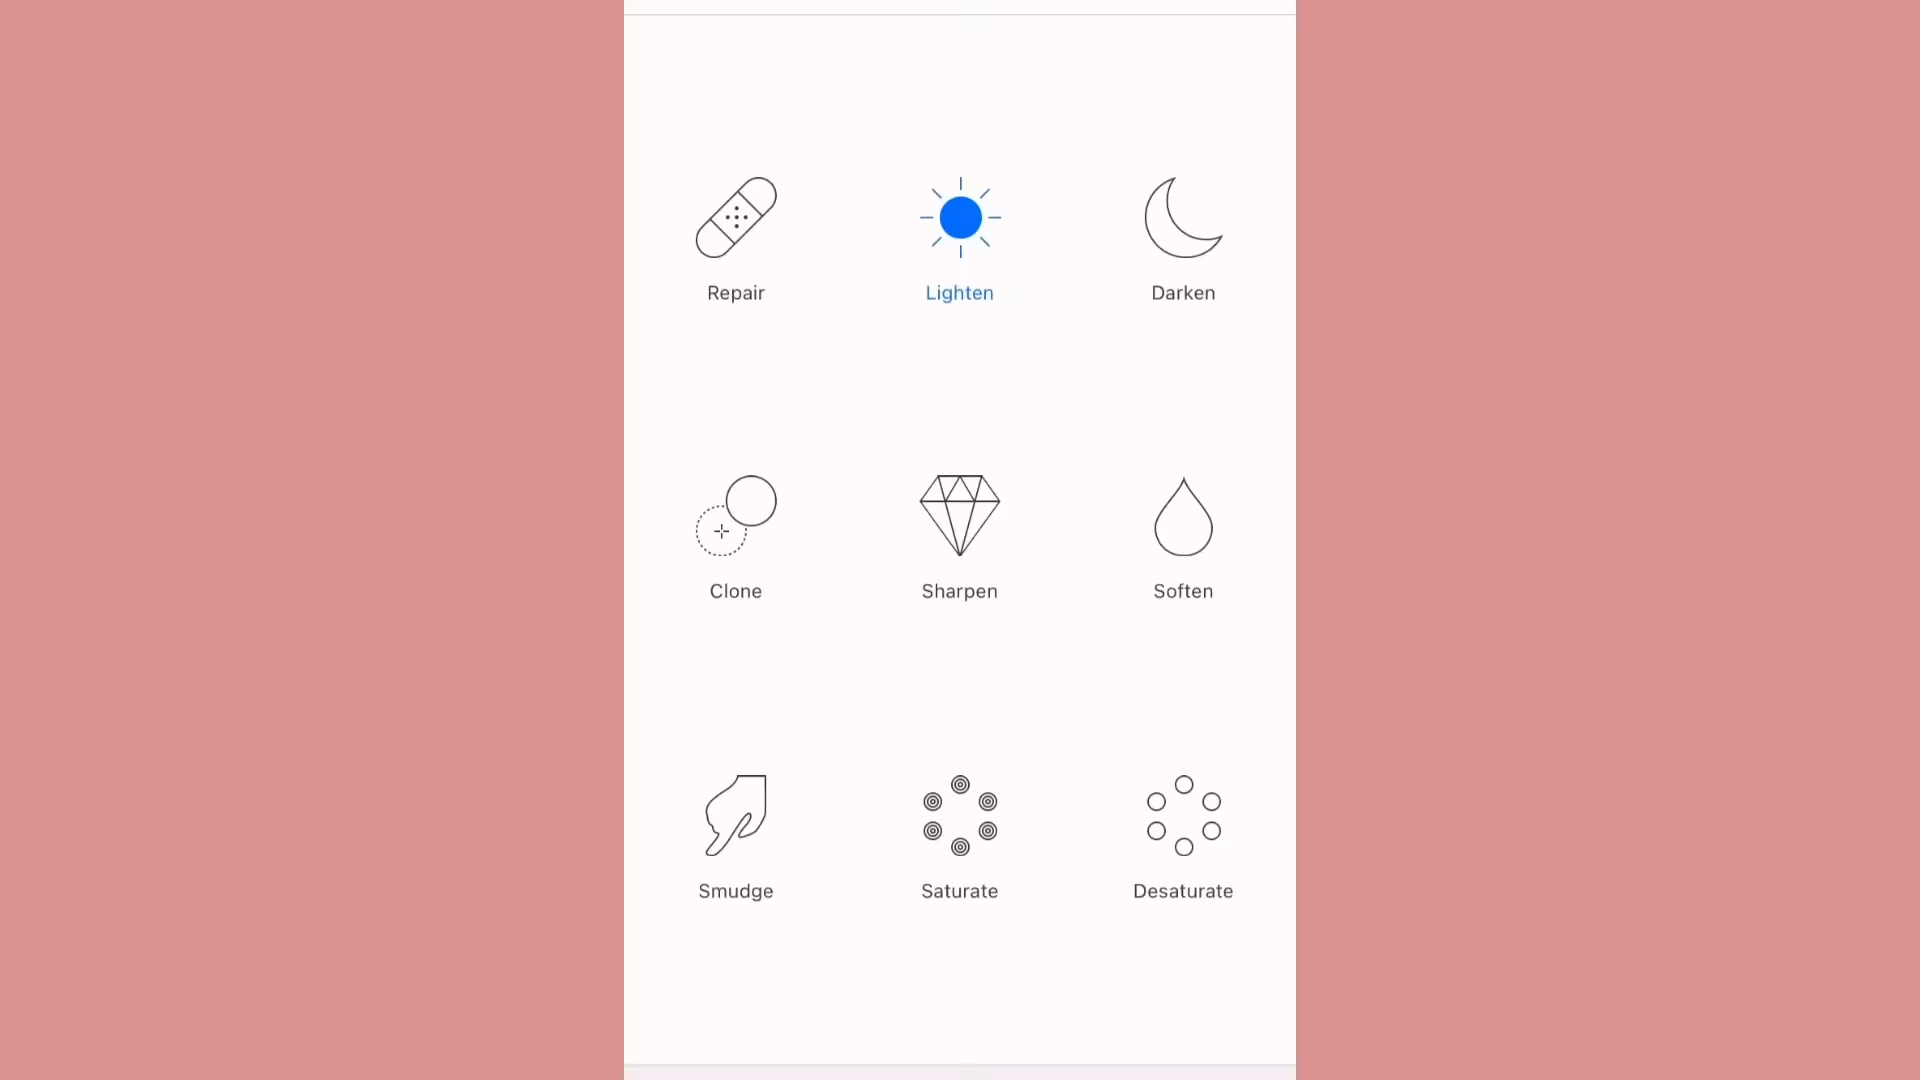 Repair
Lighten
Darken
Clone
Sharpen
Soften
Smudge
Saturate
Desaturate